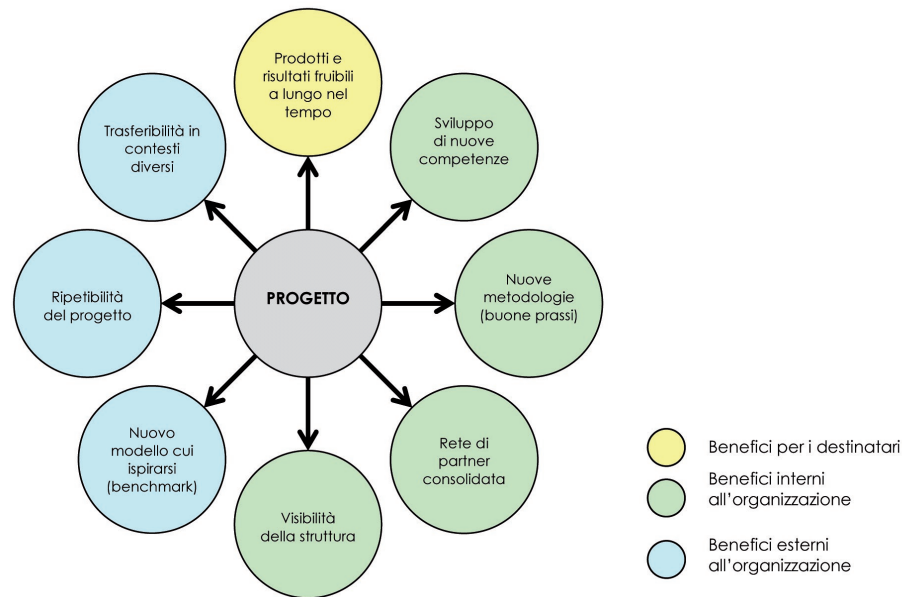 Prodotti e
risultati fruibili
a lungo nel
tempo
Sviluppo
di nuove
competenze
Nuove
metodologie
(buone prassi)
Rete di
partner
consolidata
Visibilità
della struttura
Nuovo
modello cui
ispirarsi
(benchmark)
Ripetibilità
del progetto
Trasferibilità in
contesti
diversi
PROGETTO
Benefici per i destinatari
Benefici interni
all'organizzazione
Benefici esterni
all'organizzazione